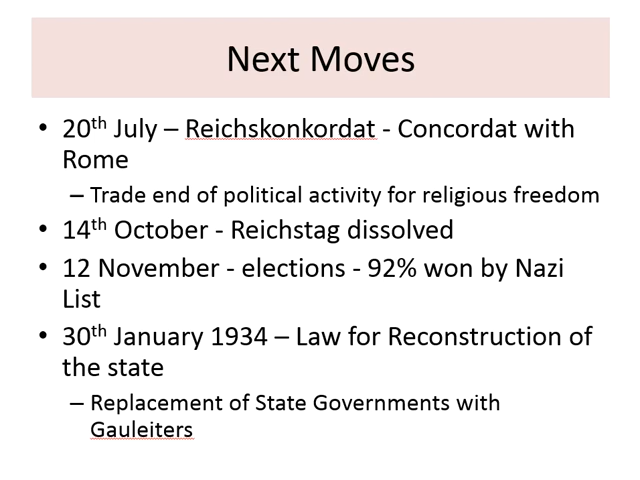 Next Moves
• 20th July – Reichskonkordat - Concordat with
Rome
– Trade end of political activity for religious freedom
• 14th October - Reichstag dissolved
• 12 November - elections - 92% won by Nazi
List
• 30th January 1934 – Law for Reconstruction of
the state
– Replacement of State Governments with
Gauleiters